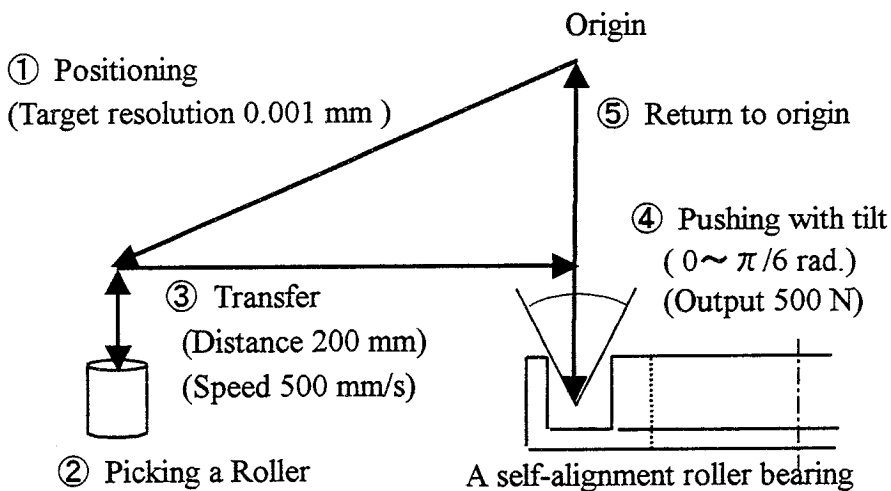 Origin
① Positioning
(Target resolution 0.001 mm )
⑤ Return to origin
④ Pushing with tilt
( 0～ π/6 rad.)
(Output 500 N)
③ Transfer
(Distance 200 mm)
(Speed 500 mm/s)
② Picking a Roller
A self-alignment roller bearing